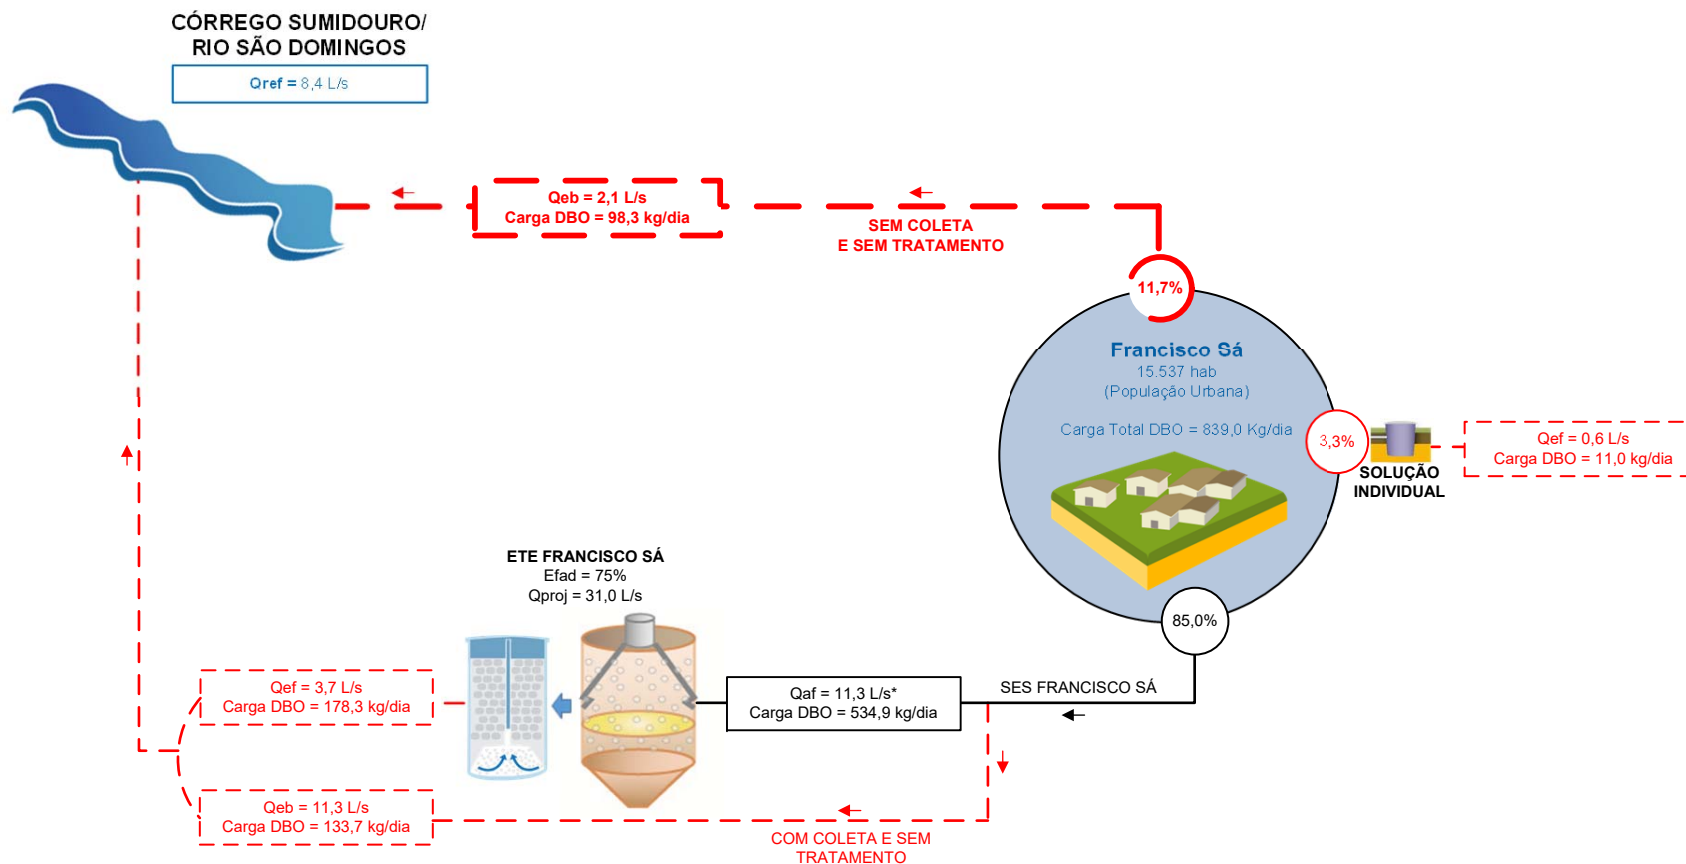 CÓRREGO SUMIDOURO/
RIO SÃO DOMINGOS
Qref = 8,4 L/s
Qeb = 2,1 L/s
Carga DBO = 98,3 kg/dia
SEM COLETA
E SEM TRATAMENTO
11,7%
Francisco Sá
15.537 hab
(População Urbana)
Carga Total DBO = 839,0 Kg/dia
3,3%
SOLUÇÃO
INDIVIDUAL
Qef = 0,6 L/s
Carga DBO = 11,0 kg/dia
85,0%
ETE FRANCISCO SÁ
Efad = 75%
Qproj = 31,0 L/s
SES FRANCISCO SÁ
Qaf = 11,3 L/s*
Carga DBO = 534,9 kg/dia
Qef = 3,7 L/s
Carga DBO = 178,3 kg/dia
Qeb = 11,3 L/s
Carga DBO = 133,7 kg/dia
COM COLETA E SEM
TRATAMENTO